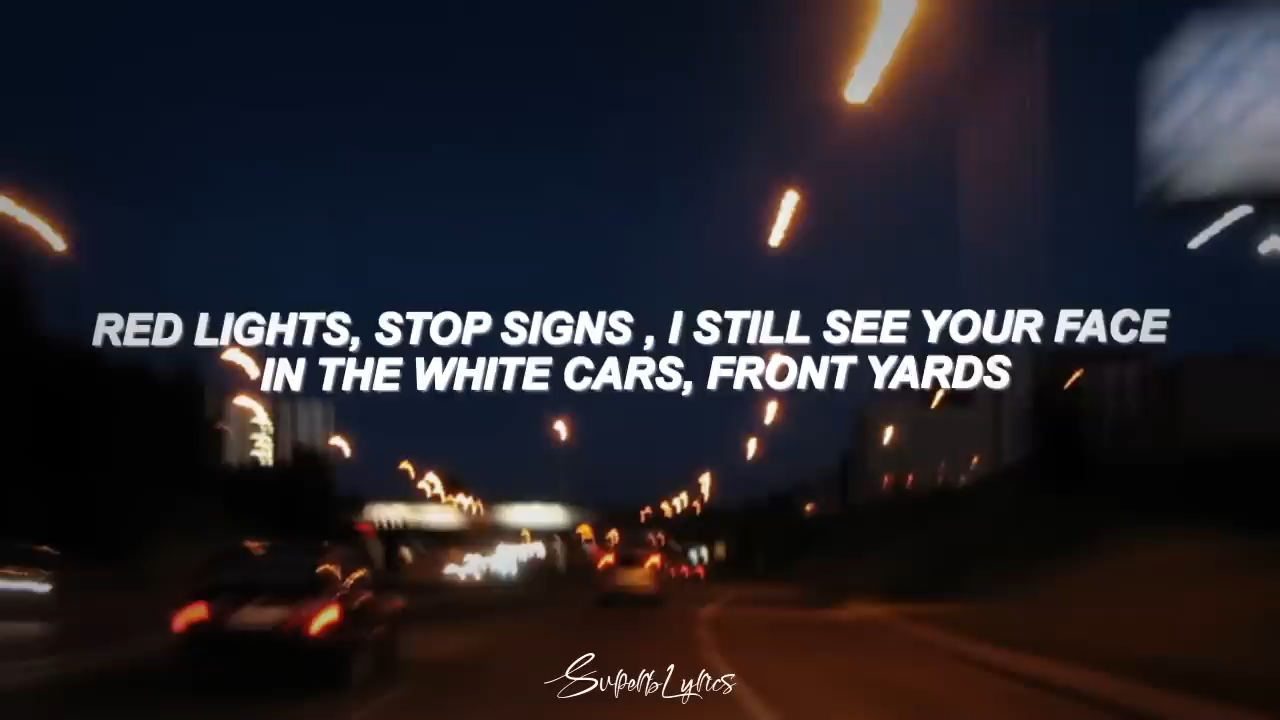 RED LIGHTS, STOP SIGNS , I STILL SEE YOUR FACE
IN THE WHITE CARS, FRONT YARDS
SuperbLyrics